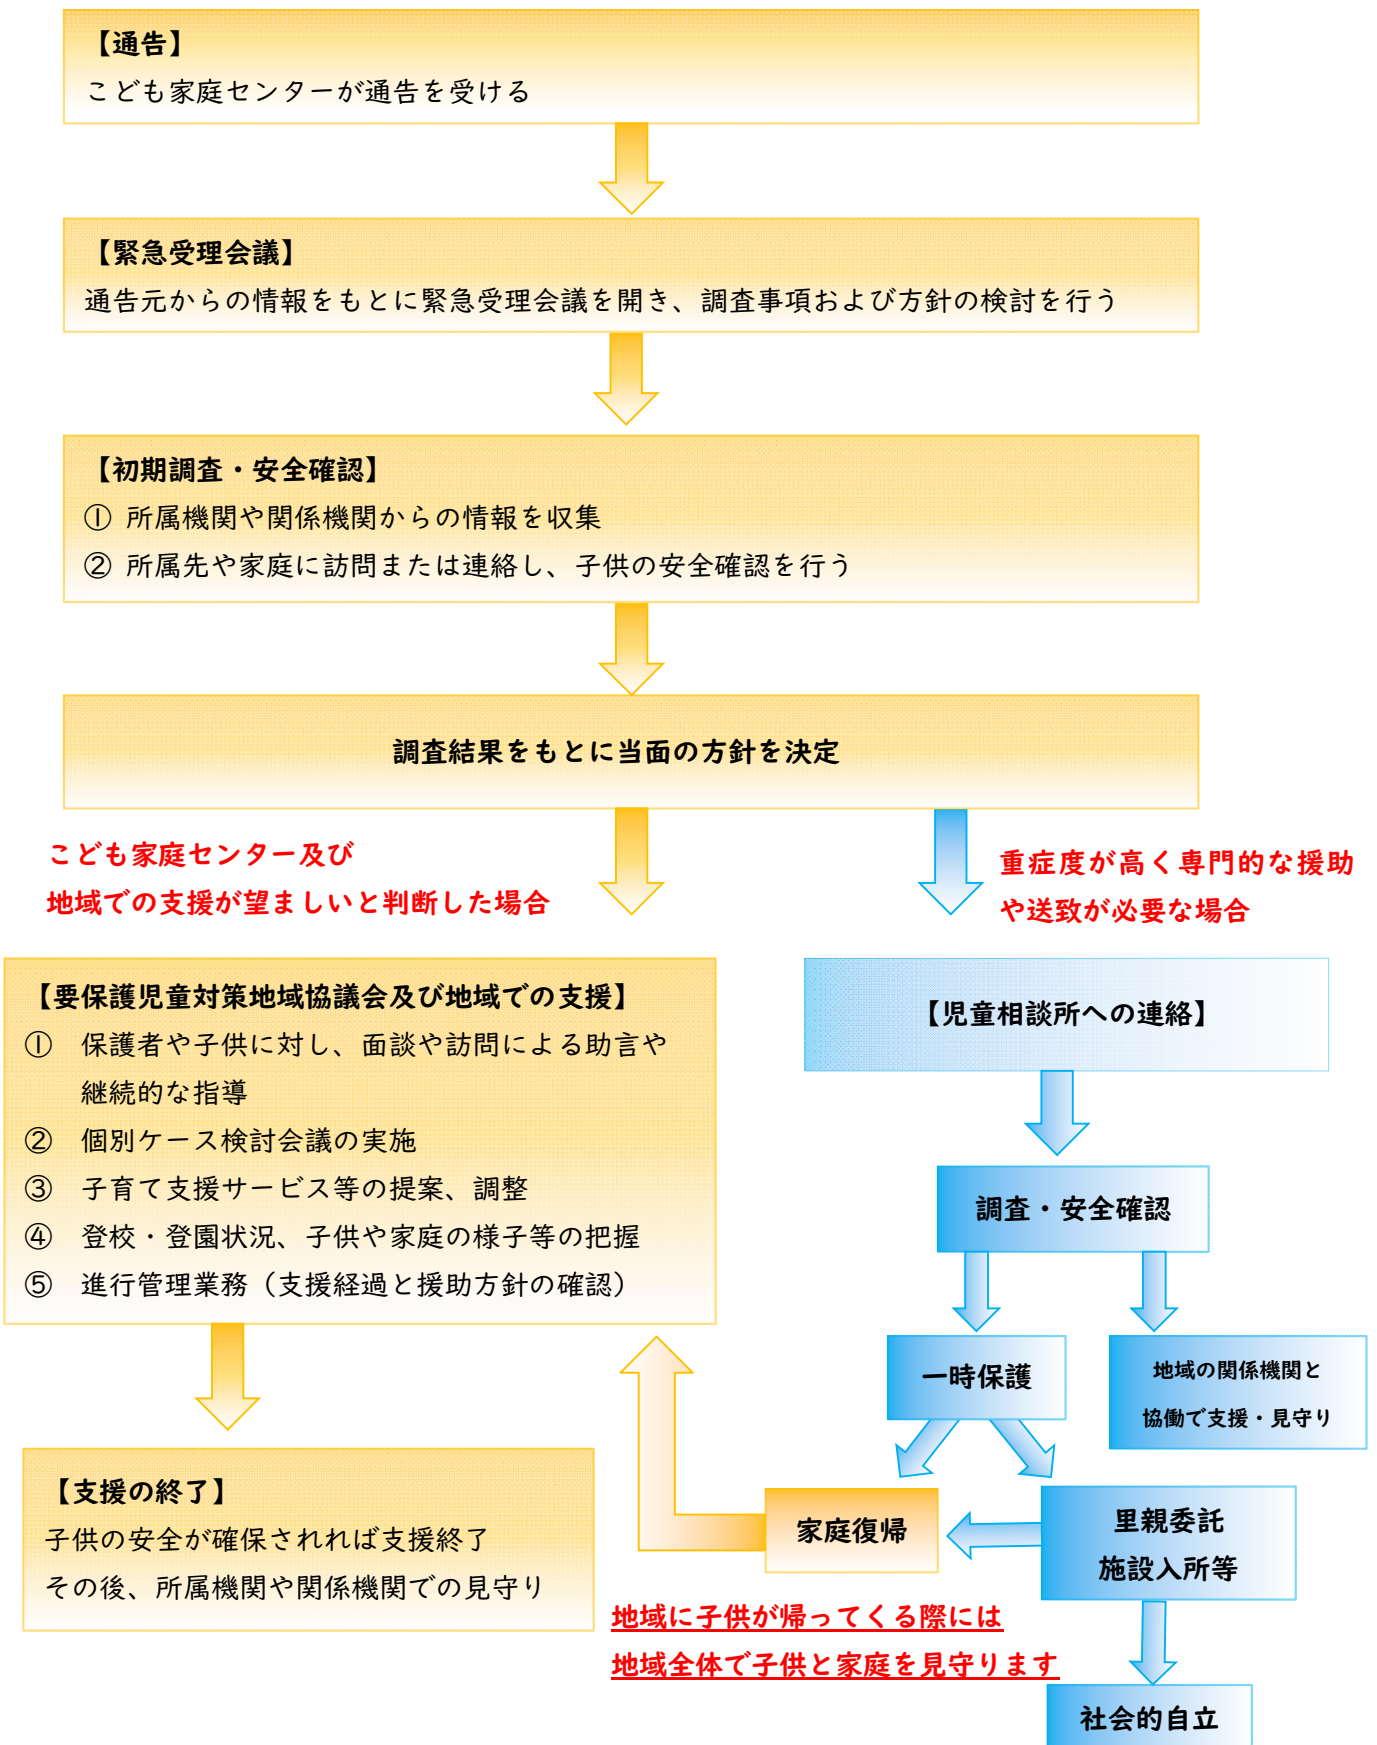 【通告】
こども家庭センターが通告を受ける
【緊急受理会議】
通告元からの情報をもとに緊急受理会議を開き、調査事項および方針の検討を行う
【初期調査・安全確認】
① 所属機関や関係機関からの情報を収集
② 所属先や家庭に訪問または連絡し、子供の安全確認を行う
調査結果をもとに当面の方針を決定
こども家庭センター及び
地域での支援が望ましいと判断した場合
重症度が高く専門的な援助
や送致が必要な場合
【要保護児童対策地域協議会及び地域での支援】
① 保護者や子供に対し、面談や訪問による助言や
継続的な指導
② 個別ケース検討会議の実施
③ 子育て支援サービス等の提案、調整
④ 登校・登園状況、子供や家庭の様子等の把握
⑤ 進行管理業務（支援経過と援助方針の確認）
【児童相談所への連絡】
調査・安全確認
一時保護
地域の関係機関と
協働で支援・見守り
【支援の終了】
子供の安全が確保されれば支援終了
その後、所属機関や関係機関での見守り
家庭復帰
里親委託
施設入所等
地域に子供が帰ってくる際には
地域全体で子供と家庭を見守ります
社会的自立